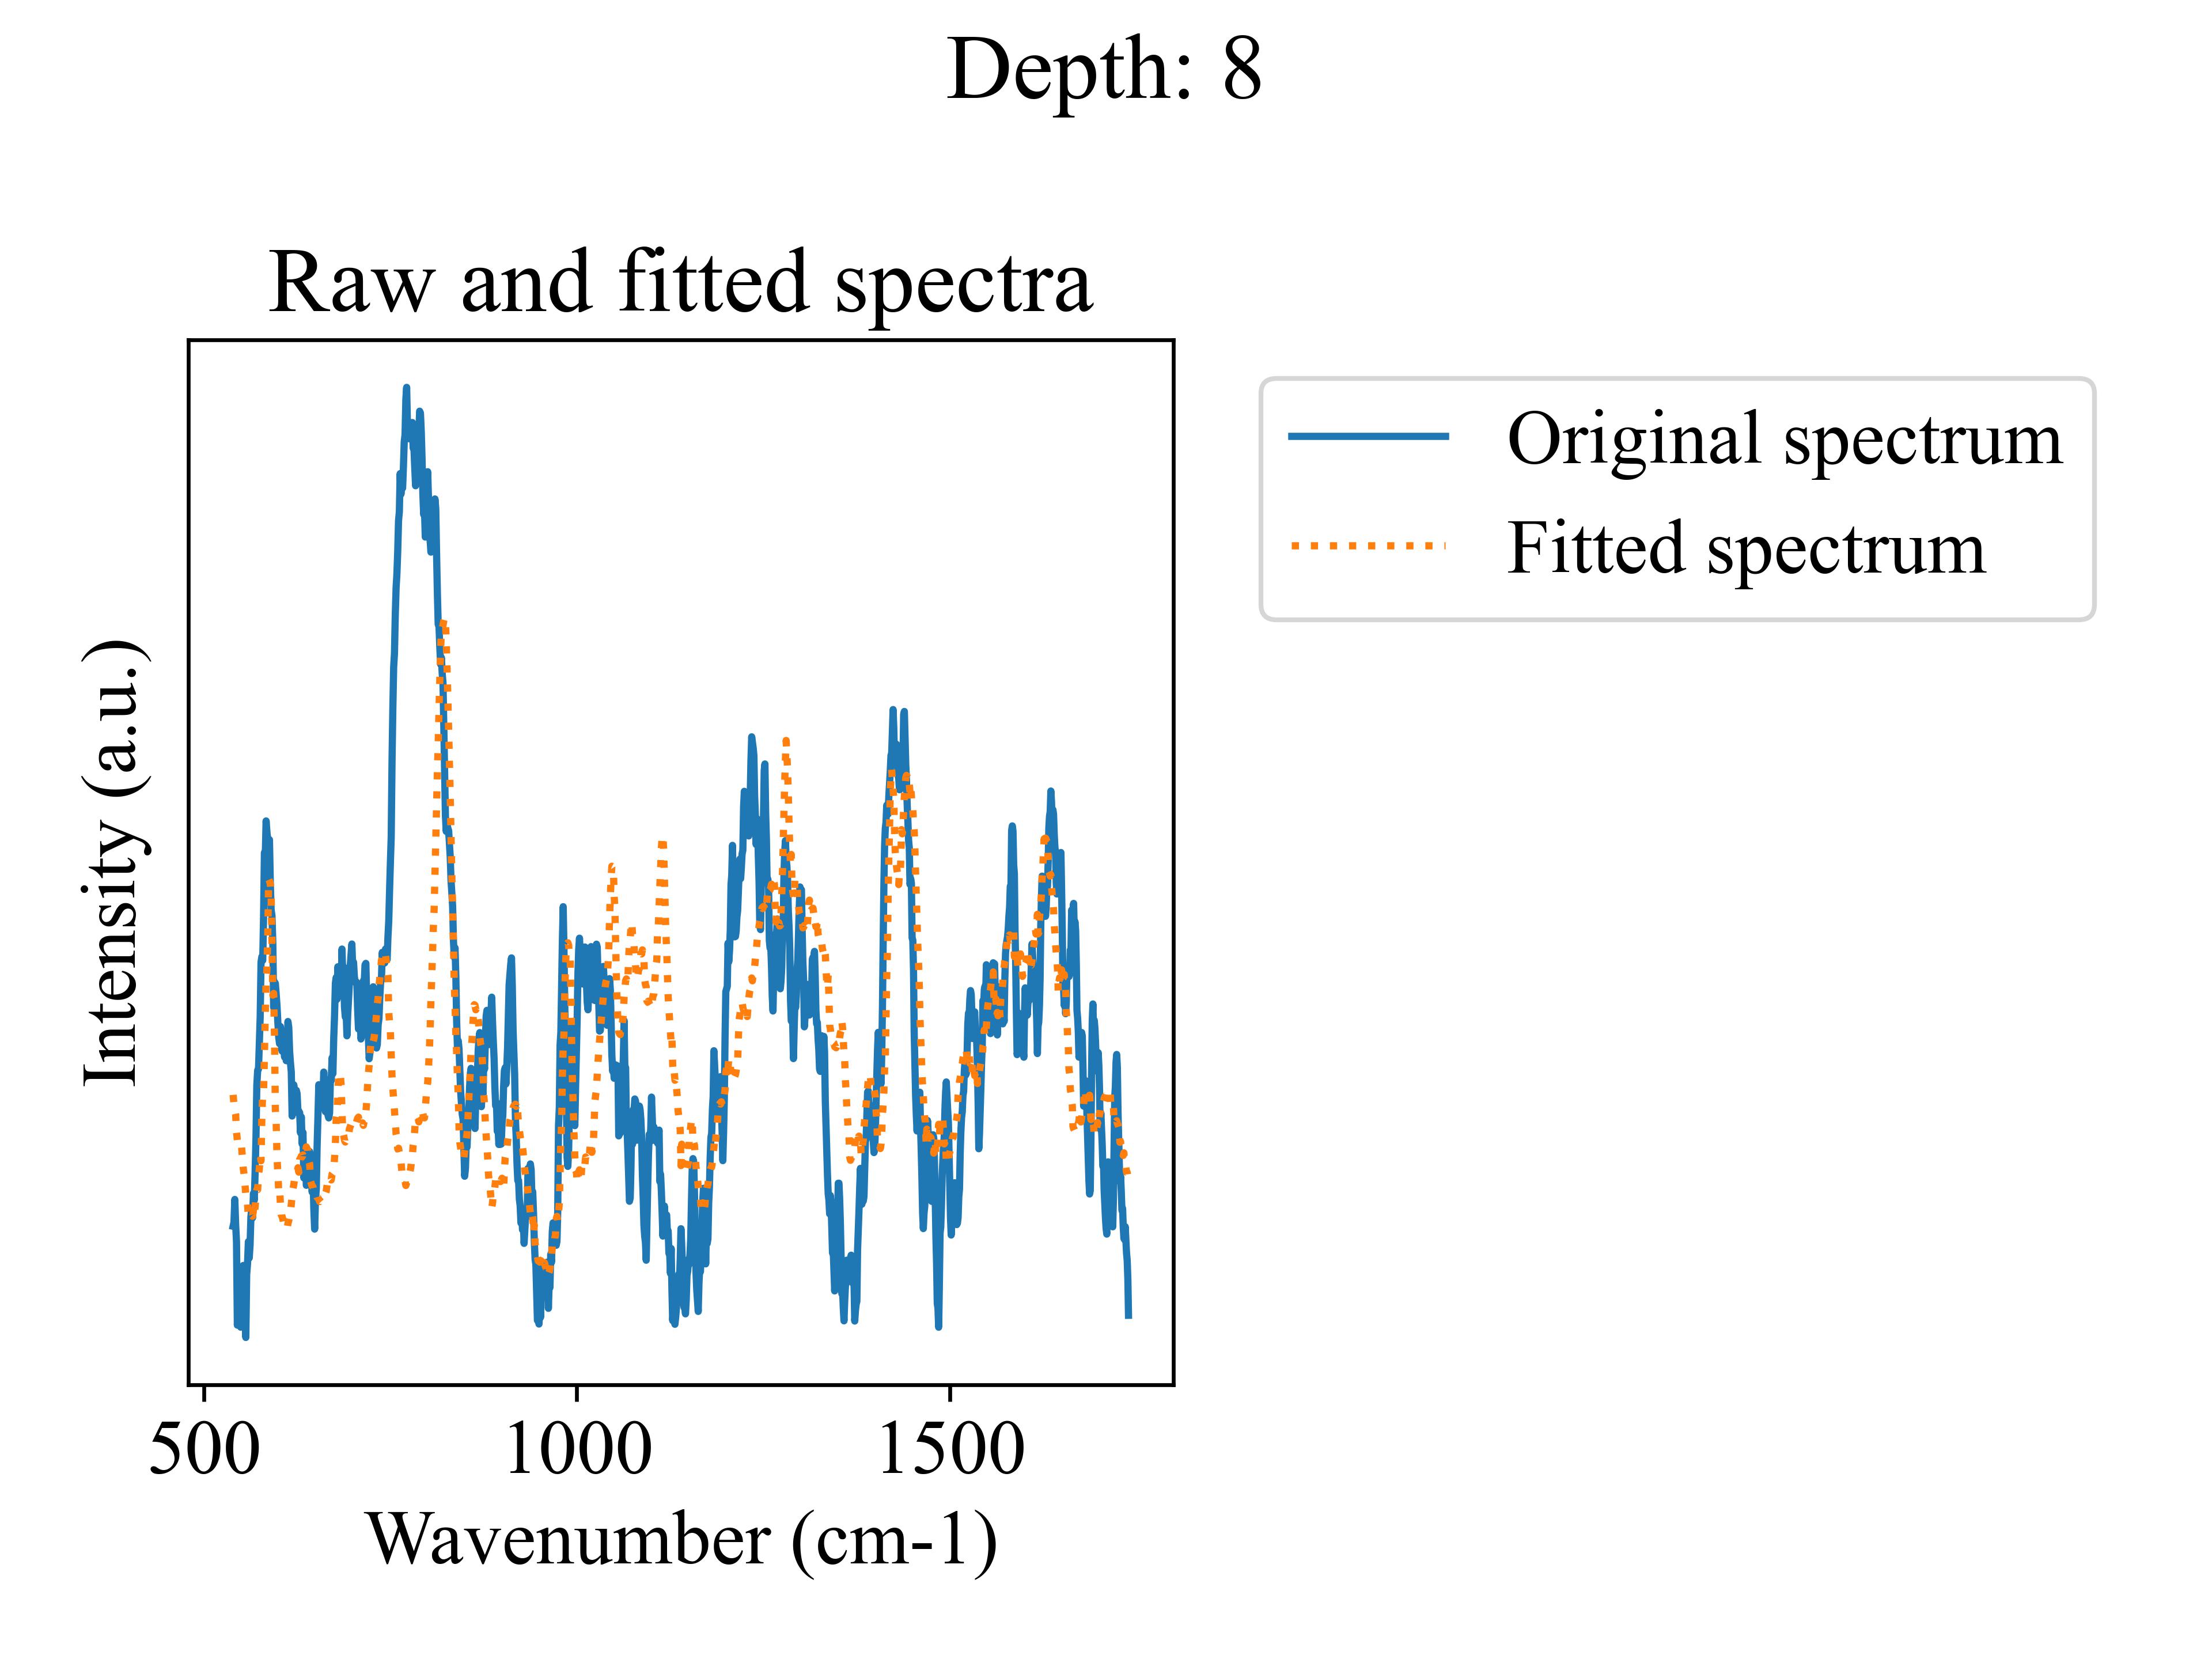 Depth: 8
Raw and fitted spectra
Original spectrum
Fitted spectrum
Intensity (a.u.)
500 1000 1500
Wavenumber (cm-1)